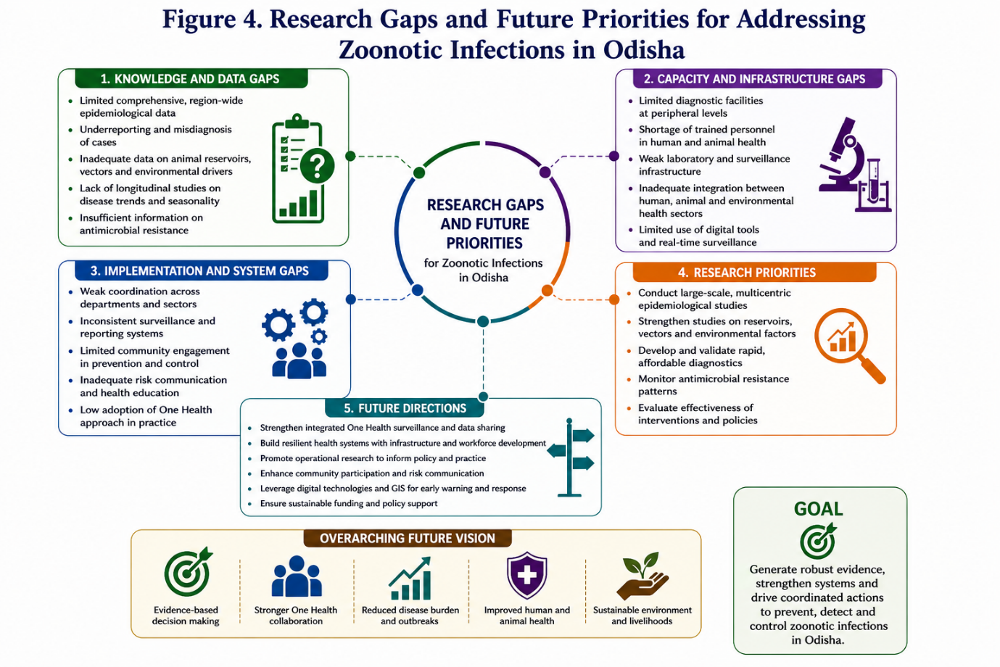 Figure 4. Research Gaps and Future Priorities for Addressing
Zoonotic Infections in Odisha
1. KNOWLEDGE AND DATA GAPS
• Limited comprehensive, region-wide
epidemiological data
• Underreporting and misdiagnosis
of cases
• Inadequate data on animal reservoirs,
vectors and environmental drivers
• Lack of longitudinal studies on
disease trends and seasonality
• Insufficient information on
antimicrobial resistance
?
2. CAPACITY AND INFRASTRUCTURE GAPS
• Limited diagnostic facilities
at peripheral levels
• Shortage of trained personnel
in human and animal health
• Weak laboratory and surveillance
infrastructure
• Inadequate integration between
human, animal and environmental
health sectors
• Limited use of digital tools
and real-time surveillance
RESEARCH GAPS
AND FUTURE
PRIORITIES
for Zoonotic Infections
in Odisha
3. IMPLEMENTATION AND SYSTEM GAPS
• Weak coordination across
departments and sectors
• Inconsistent surveillance and
reporting systems
• Limited community engagement
in prevention and control
• Inadequate risk communication
and health education
• Low adoption of One Health
approach in practice
4. RESEARCH PRIORITIES
• Conduct large-scale, multicentric
epidemiological studies
• Strengthen studies on reservoirs,
vectors and environmental factors
• Develop and validate rapid,
affordable diagnostics
• Monitor antimicrobial resistance
patterns
• Evaluate effectiveness of
interventions and policies
5. FUTURE DIRECTIONS
• Strengthen integrated One Health surveillance and data sharing
• Build resilient health systems with infrastructure and workforce development
• Promote operational research to inform policy and practice
• Enhance community participation and risk communication
• Leverage digital technologies and GIS for early warning and response
• Ensure sustainable funding and policy support
OVERARCHING FUTURE VISION
Evidence-based
decision making
Stronger One Health
collaboration
Reduced disease burden
and outbreaks
Improved human and
animal health
Sustainable environment
and livelihoods
GOAL
Generate robust evidence,
strengthen systems and
drive coordinated actions
to prevent, detect and
control zoonotic infections
in Odisha.